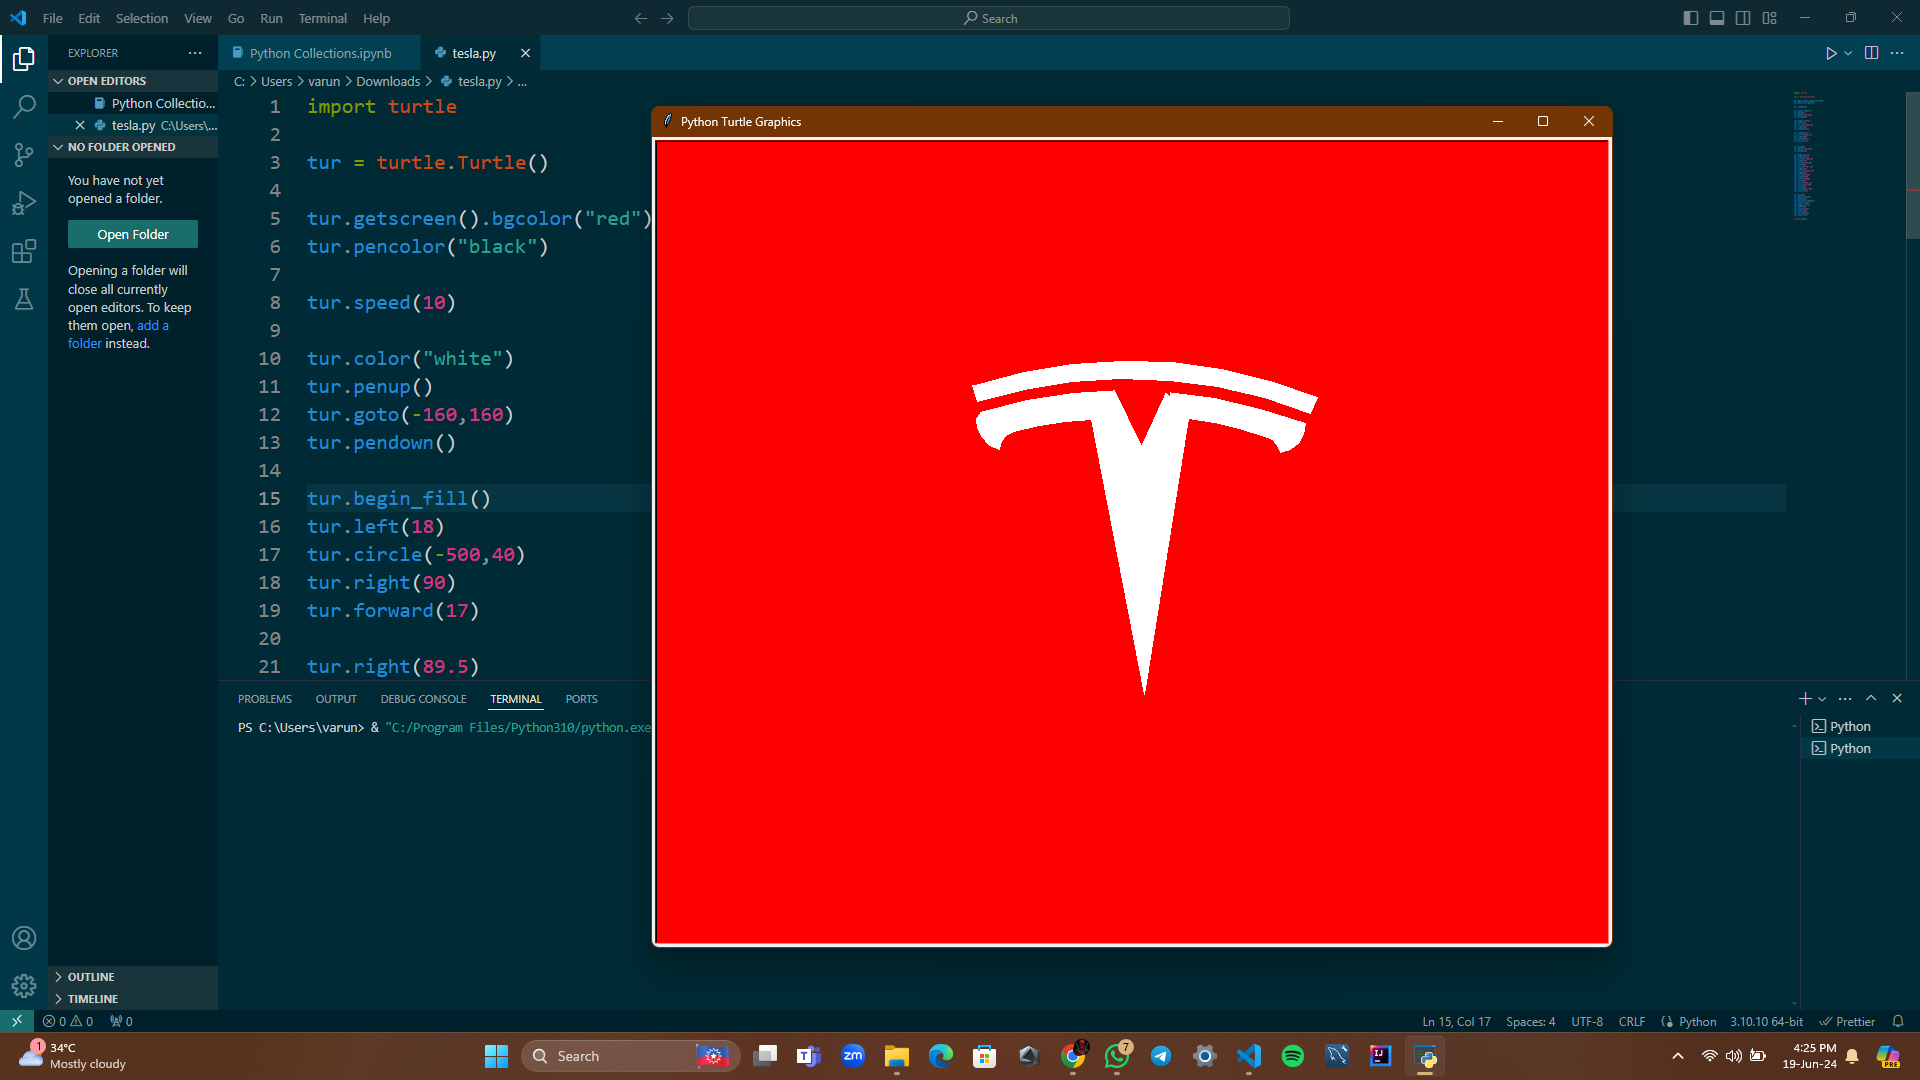 File Edit Selection View Go Run Terminal Help
Search
EXPLORER
Python Collections.ipynb
tesla.py
OPEN EDITORS
Python Collectio...
tesla.py C:\Users\...
NO FOLDER OPENED
You have not yet
opened a folder.
Open Folder
Opening a folder will
close all currently
open editors. To keep
them open, add a
folder instead.
OUTLINE
TIMELINE
C: > Users > varun > Downloads > tesla.py > ...
1 import turtle
2
3 tur = turtle.Turtle()
4
5 tur.getscreen().bgcolor("red")
6 tur.pencolor("black")
7
8 tur.speed(10)
9
10 tur.color("white")
11 tur.penup()
12 tur.goto(-160,160)
13 tur.pendown()
14
15 tur.begin_fill()
16 tur.left(18)
17 tur.circle(-500,40)
18 tur.right(90)
19 tur.forward(17)
20
21 tur.right(89.5)
Python Turtle Graphics
PROBLEMS OUTPUT DEBUG CONSOLE TERMINAL PORTS
PS C:\Users\varun> & "C:/Program Files/Python310/python.exe
Python
Python
0 0 0
Ln 15, Col 17 Spaces: 4 UTF-8 CRLF Python 3.10.10 64-bit Prettier
1
34°C
Mostly cloudy
Search
zm
7
IJ
4:25 PM
19-Jun-24
PRE